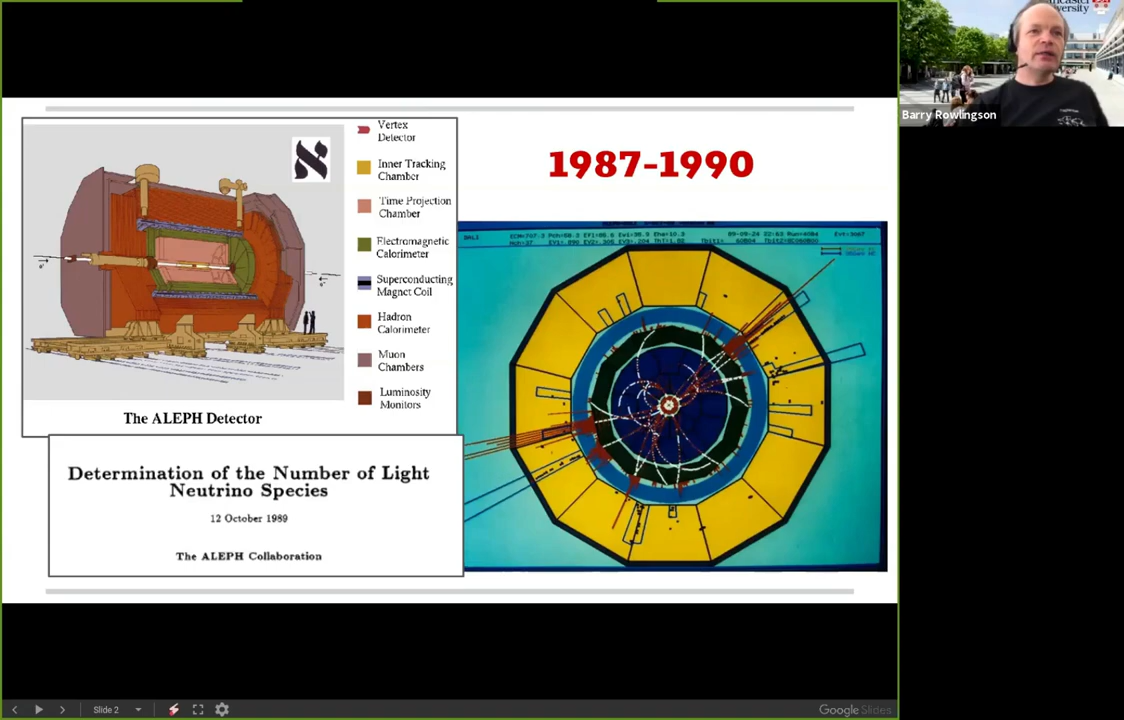 Vertex
Detector
Inner Tracking
Chamber
Time Projection
Chamber
Electromagnetic
Calorimeter
Superconducting
Magnet Coil
Hadron
Calorimeter
Muon
Chambers
Luminosity
Monitors
א
The ALEPH Detector
Determination of the Number of Light
Neutrino Species
12 October 1989
The ALEPH Collaboration
1987-1990
DALI
Barry Rowlingson
Slide 2
Google Slides